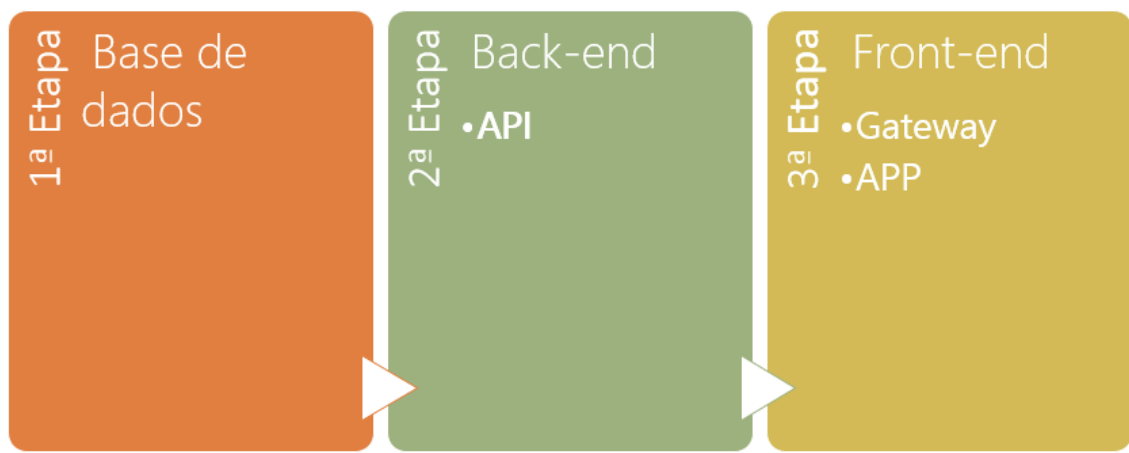 1ª Etapa
Base de
dados
2ª Etapa
Back-end
•API
3ª Etapa
Front-end
•Gateway
•APP